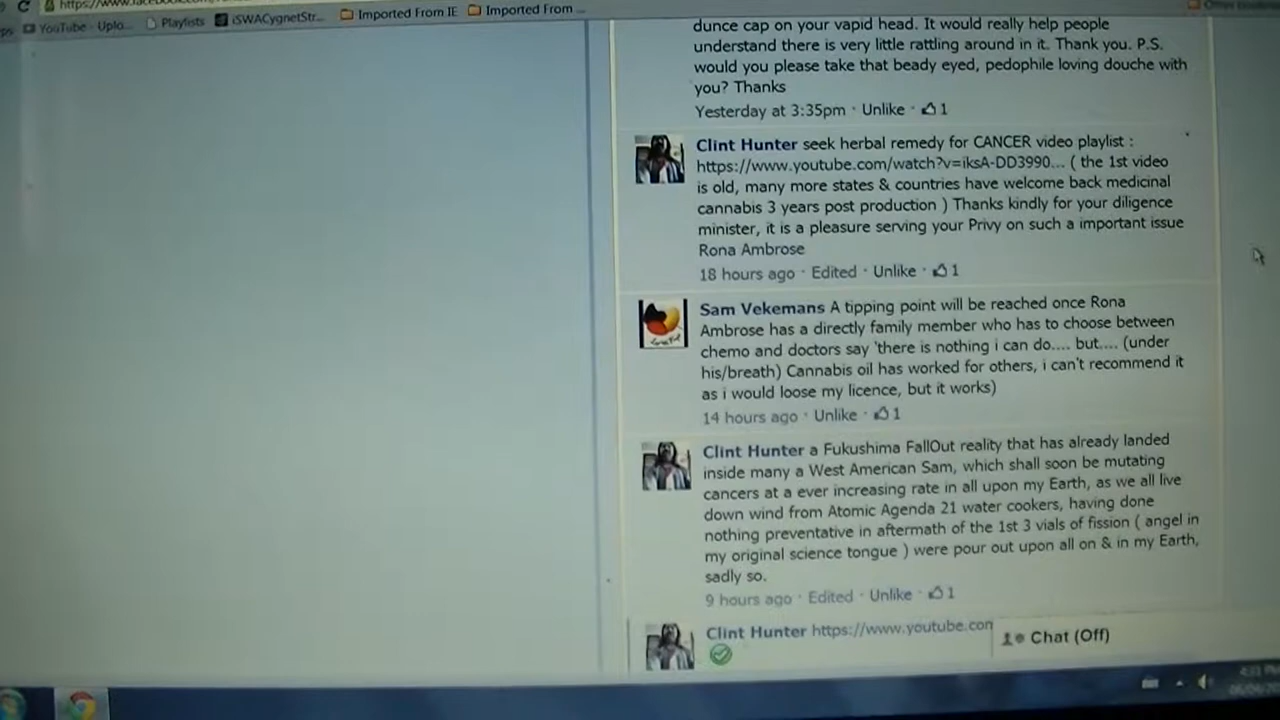 https://www.facebook.com
YouTube - Uplo...
Playlists
iSWACygnetStr...
Imported From IE
Imported From ...
dunce cap on your vapid head. It would really help people
understand there is very little rattling around in it. Thank you. P.S.
would you please take that beady eyed, pedophile loving douche with
you? Thanks
Yesterday at 3:35pm · Unlike · 1
Clint Hunter seek herbal remedy for CANCER video playlist :
https://www.youtube.com/watch?v=iksA-DD3990... ( the 1st video
is old, many more states & countries have welcome back medicinal
cannabis 3 years post production ) Thanks kindly for your diligence
minister, it is a pleasure serving your Privy on such a important issue
Rona Ambrose
18 hours ago · Edited · Unlike · 1
Sam Vekemans A tipping point will be reached once Rona
Ambrose has a directly family member who has to choose between
chemo and doctors say 'there is nothing i can do.... but.... (under
his/breath) Cannabis oil has worked for others, i can't recommend it
as i would loose my licence, but it works)
14 hours ago · Unlike · 1
Clint Hunter a Fukushima FallOut reality that has already landed
inside many a West American Sam, which shall soon be mutating
cancers at a ever increasing rate in all upon my Earth, as we all live
down wind from Atomic Agenda 21 water cookers, having done
nothing preventative in aftermath of the 1st 3 vials of fission ( angel in
my original science tongue ) were pour out upon all on & in my Earth,
sadly so.
9 hours ago · Edited · Unlike · 1
Clint Hunter https://www.youtube.con
Chat (Off)